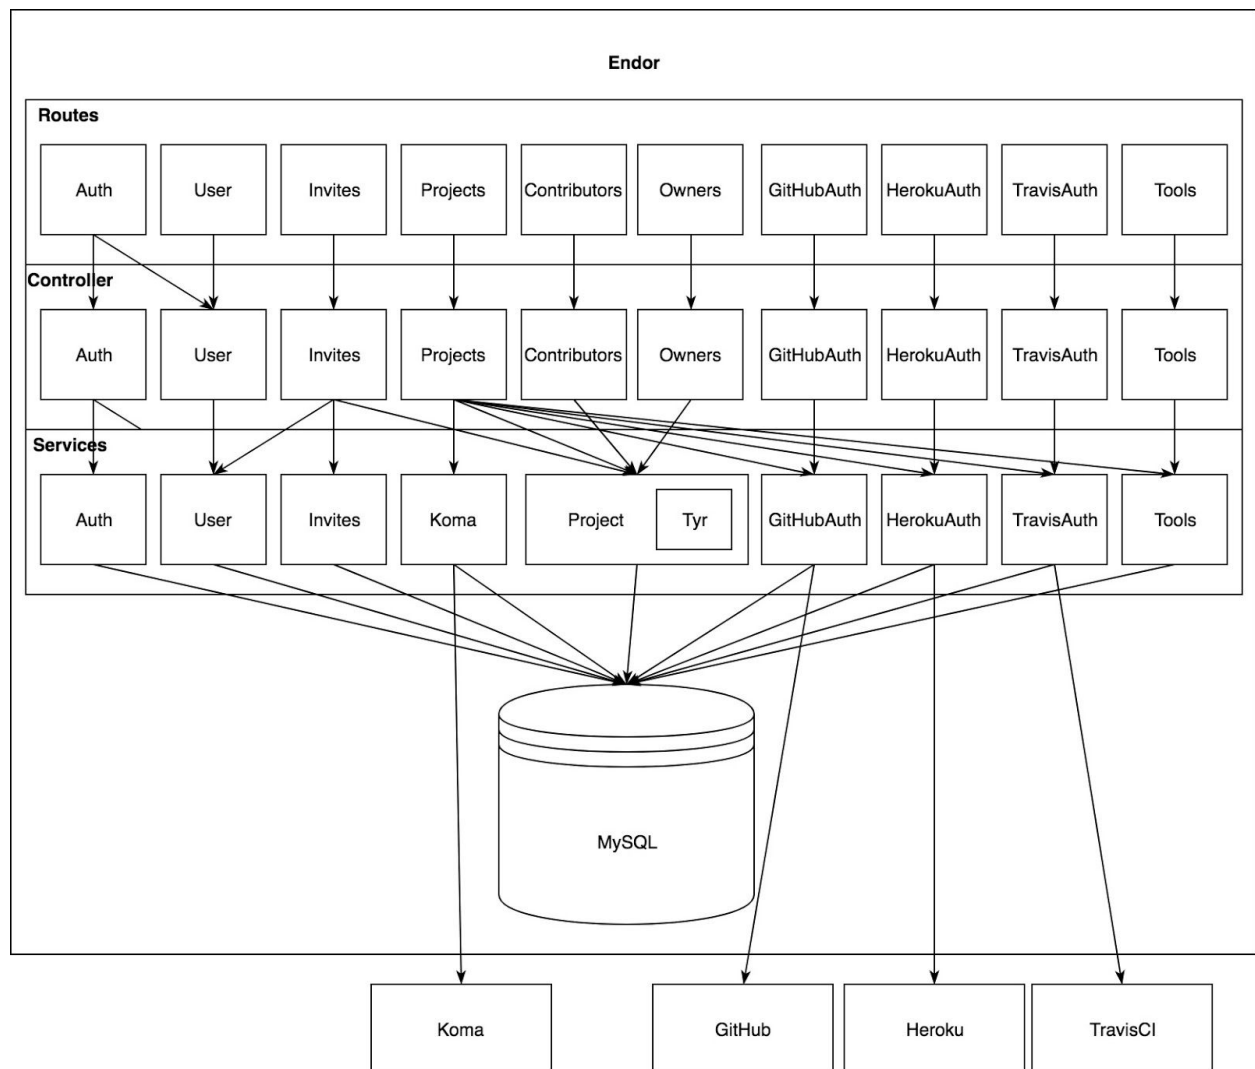 Endor
Routes
Auth
User
Invites
Projects
Contributors
Owners
GitHubAuth
HerokuAuth
TravisAuth
Tools
Controller
Auth
User
Invites
Projects
Contributors
Owners
GitHubAuth
HerokuAuth
TravisAuth
Tools
Services
Auth
User
Invites
Koma
Project
Tyr
GitHubAuth
HerokuAuth
TravisAuth
Tools
MySQL
Koma
GitHub
Heroku
TravisCI